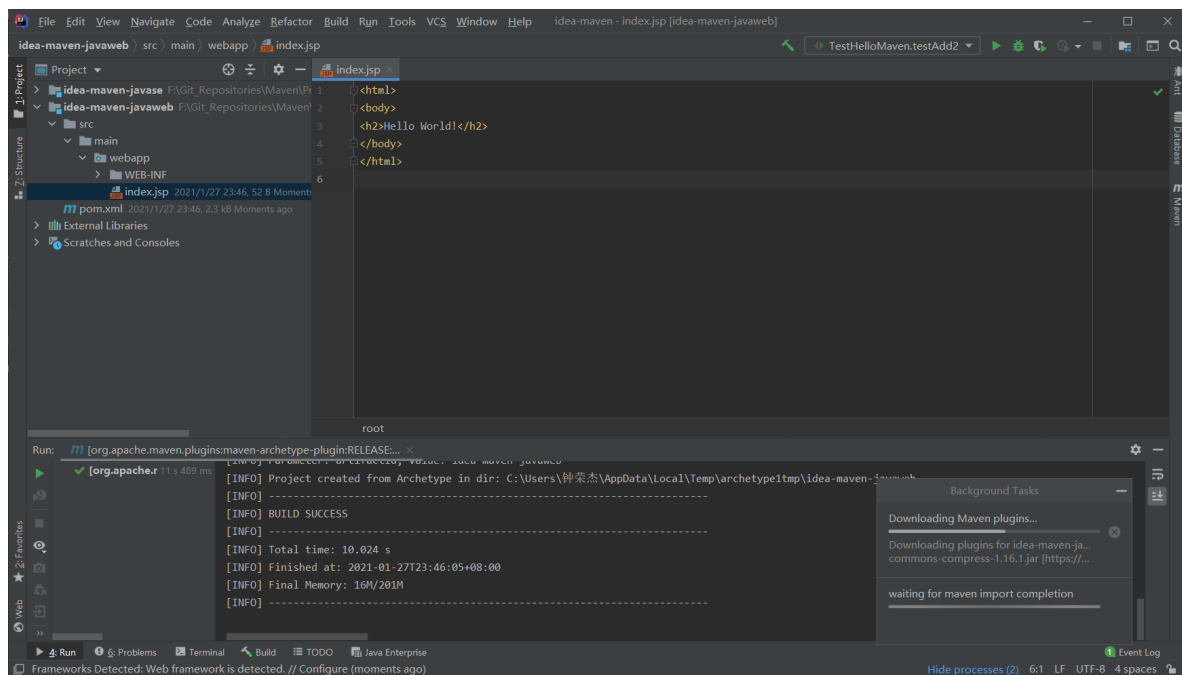 File Edit View Navigate Code Analyze Refactor Build Run Tools VCS Window Help idea-maven - index.jsp [idea-maven-javaweb]
idea-maven-javaweb src main webapp index.jsp TestHelloMaven.testAdd2
1: Project
Project
index.jsp
idea-maven-javase F:\Git_Repositories\Maven\Pr
idea-maven-javaweb F:\Git_Repositories\Maven\
src
main
webapp
WEB-INF
index.jsp 2021/1/27 23:46, 52 B Moments
pom.xml 2021/1/27 23:46, 2.3 kB Moments ago
External Libraries
Scratches and Consoles
Z: Structure
1 <html>
2 <body>
3 <h2>Hello World!</h2>
4 </body>
5 </html>
6
root
Ant
Database
Maven
Run: [org.apache.maven.plugins:maven-archetype-plugin:RELEASE:...
[org.apache.r 11 s 489 ms
[INFO] Project created from Archetype in dir: C:\Users\钟荣杰\AppData\Local\Temp\archetype1tmp\idea-maven-javaweb
[INFO] ------------------------------------------------------------------------
[INFO] BUILD SUCCESS
[INFO] ------------------------------------------------------------------------
[INFO] Total time: 10.024 s
[INFO] Finished at: 2021-01-27T23:46:05+08:00
[INFO] Final Memory: 16M/201M
[INFO] ------------------------------------------------------------------------
Background Tasks
Downloading Maven plugins...
Downloading plugins for idea-maven-ja...
commons-compress-1.16.1.jar [https://...
waiting for maven import completion
2: Favorites
Web
4: Run 6: Problems Terminal Build TODO Java Enterprise 1 Event Log
Frameworks Detected: Web framework is detected. // Configure (moments ago) Hide processes (2) 6:1 LF UTF-8 4 spaces